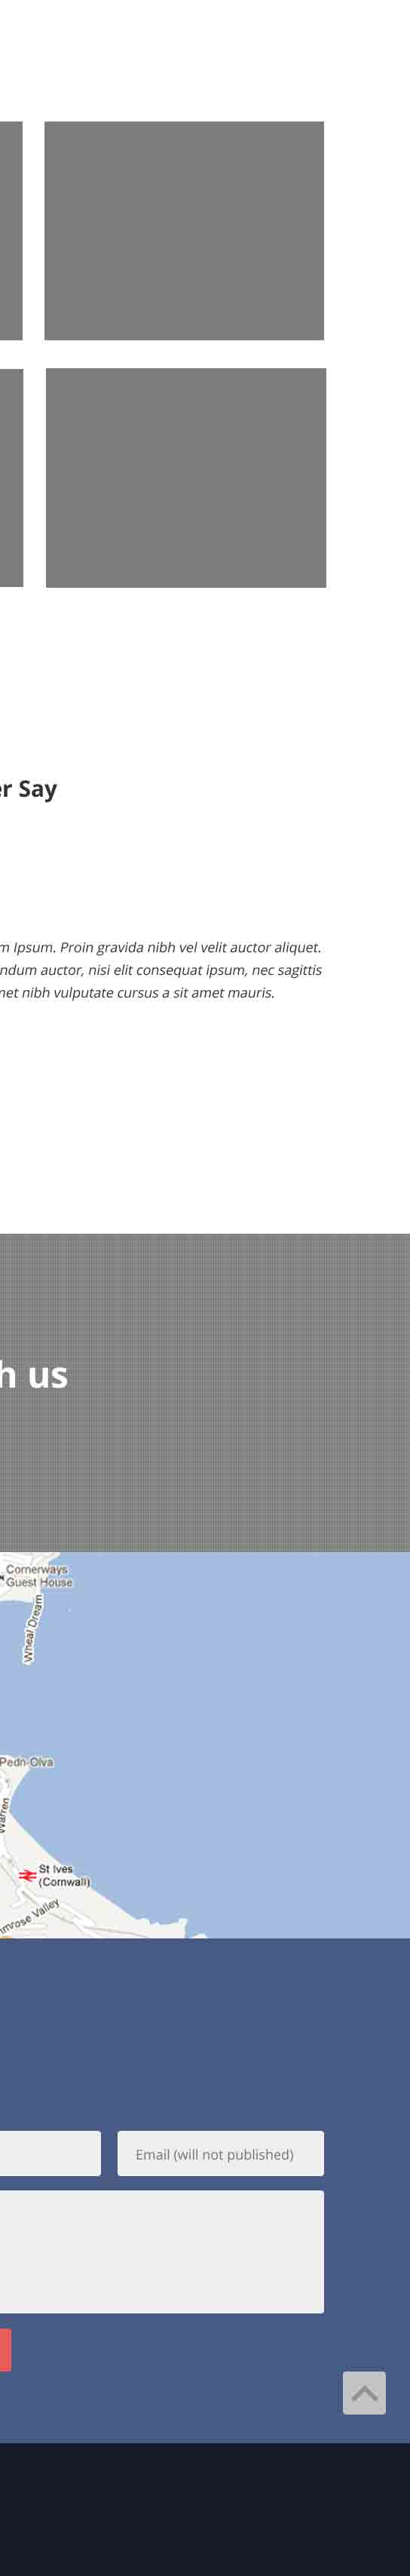 er Say
m Ipsum. Proin gravida nibh vel velit auctor aliquet.
ndum auctor, nisi elit consequat ipsum, nec sagittis
net nibh vulputate cursus a sit amet mauris.
h us
Cornerways
Guest House
Wheal Dream
Pedn-Olva
Warren
St Ives
(Cornwall)
mrose Valley
Email (will not published)